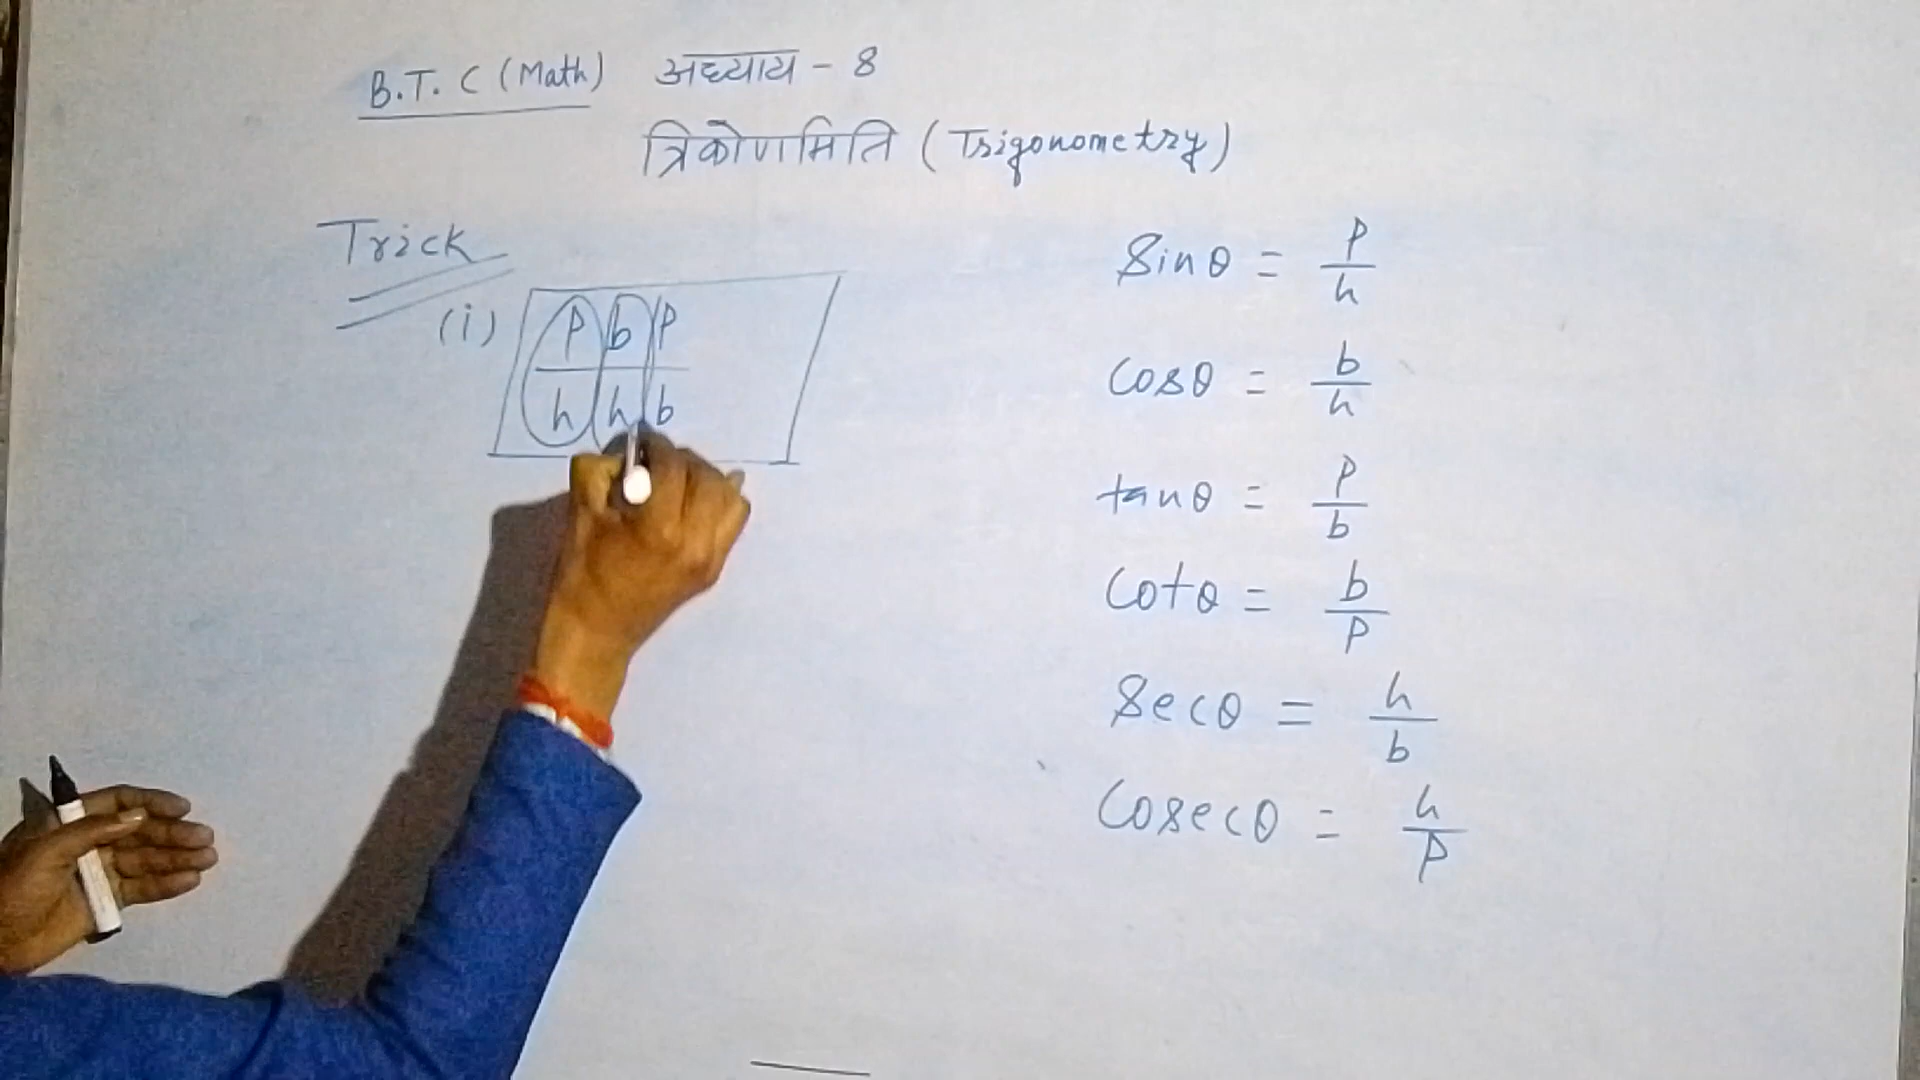 B.T.C (Math) अध्याय - 8
त्रिकोणमिति (Trigonometry)
Trick
(i) p b p
h h b
Sinθ = p/h
Cosθ = b/h
tanθ = p/b
Cotθ = b/p
Secθ = h/b
Cosecθ = h/p